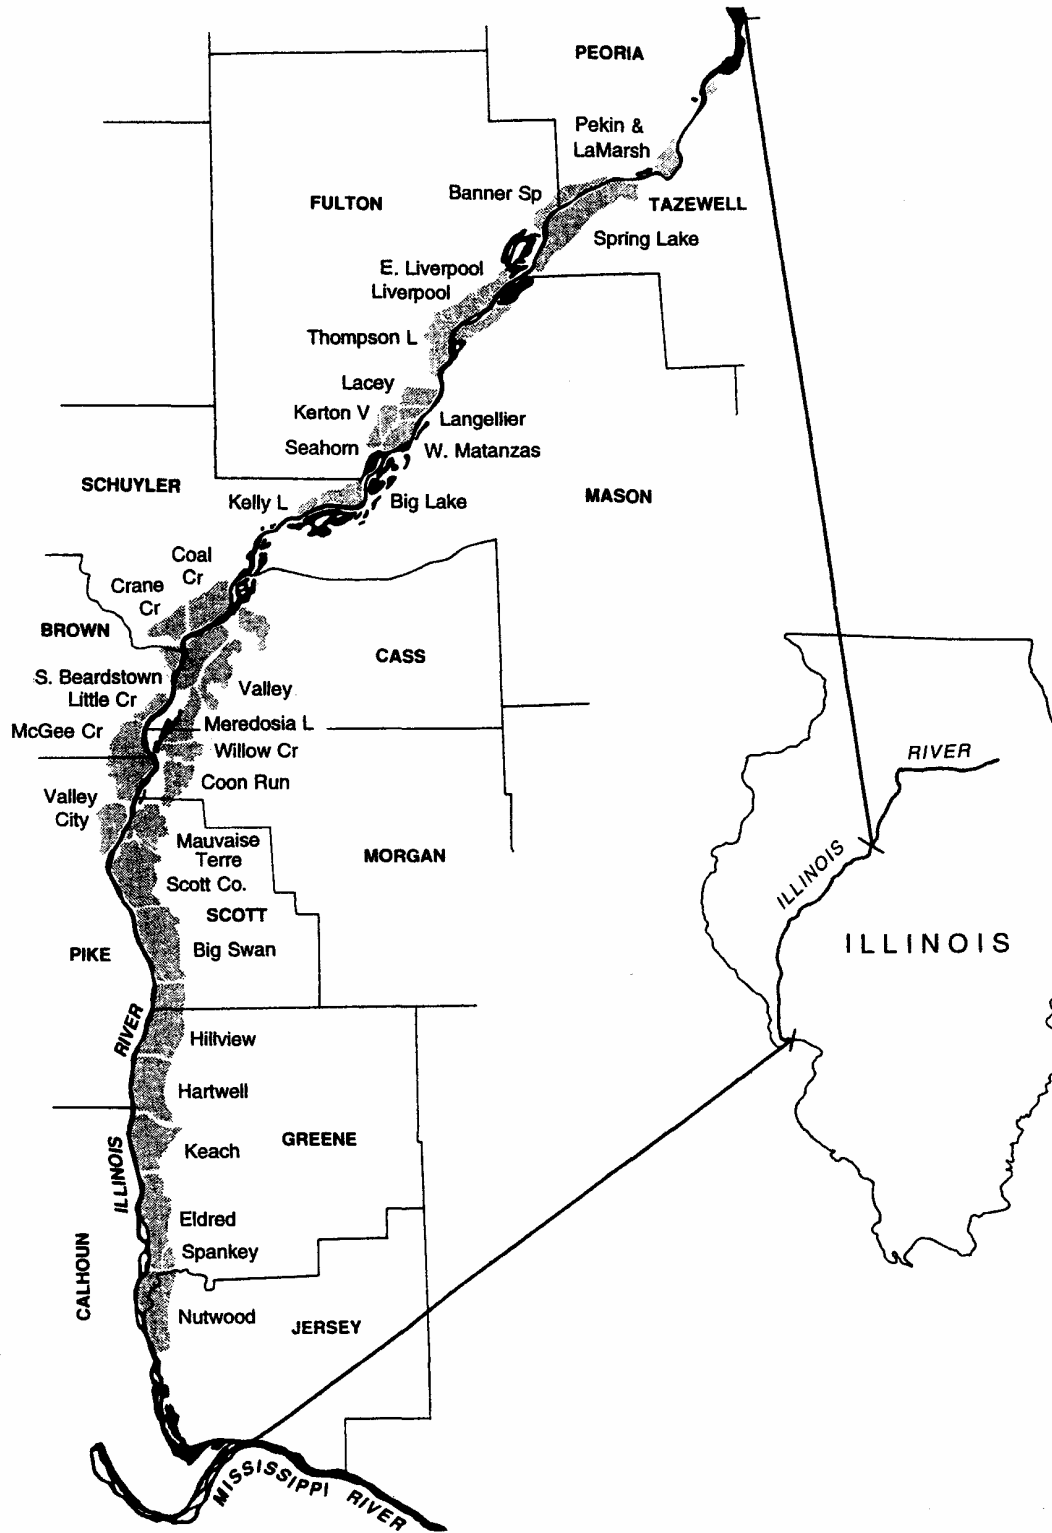 PEORIA
Pekin &
LaMarsh
Banner Sp
FULTON
TAZEWELL
Spring Lake
E. Liverpool
Liverpool
Thompson L
Lacey
Kerton V
Langellier
Seahorn
W. Matanzas
SCHUYLER
MASON
Kelly L
Big Lake
Coal
Cr
Crane
Cr
BROWN
CASS
S. Beardstown
Little Cr
Valley
McGee Cr
Meredosia L
Willow Cr
Coon Run
Valley
City
Mauvaise
Terre
MORGAN
Scott Co.
SCOTT
Big Swan
PIKE
RIVER
Hillview
Hartwell
GREENE
Keach
ILLINOIS
Eldred
Spankey
CALHOUN
Nutwood
JERSEY
MISSISSIPPI RIVER
RIVER
ILLINOIS
ILLINOIS